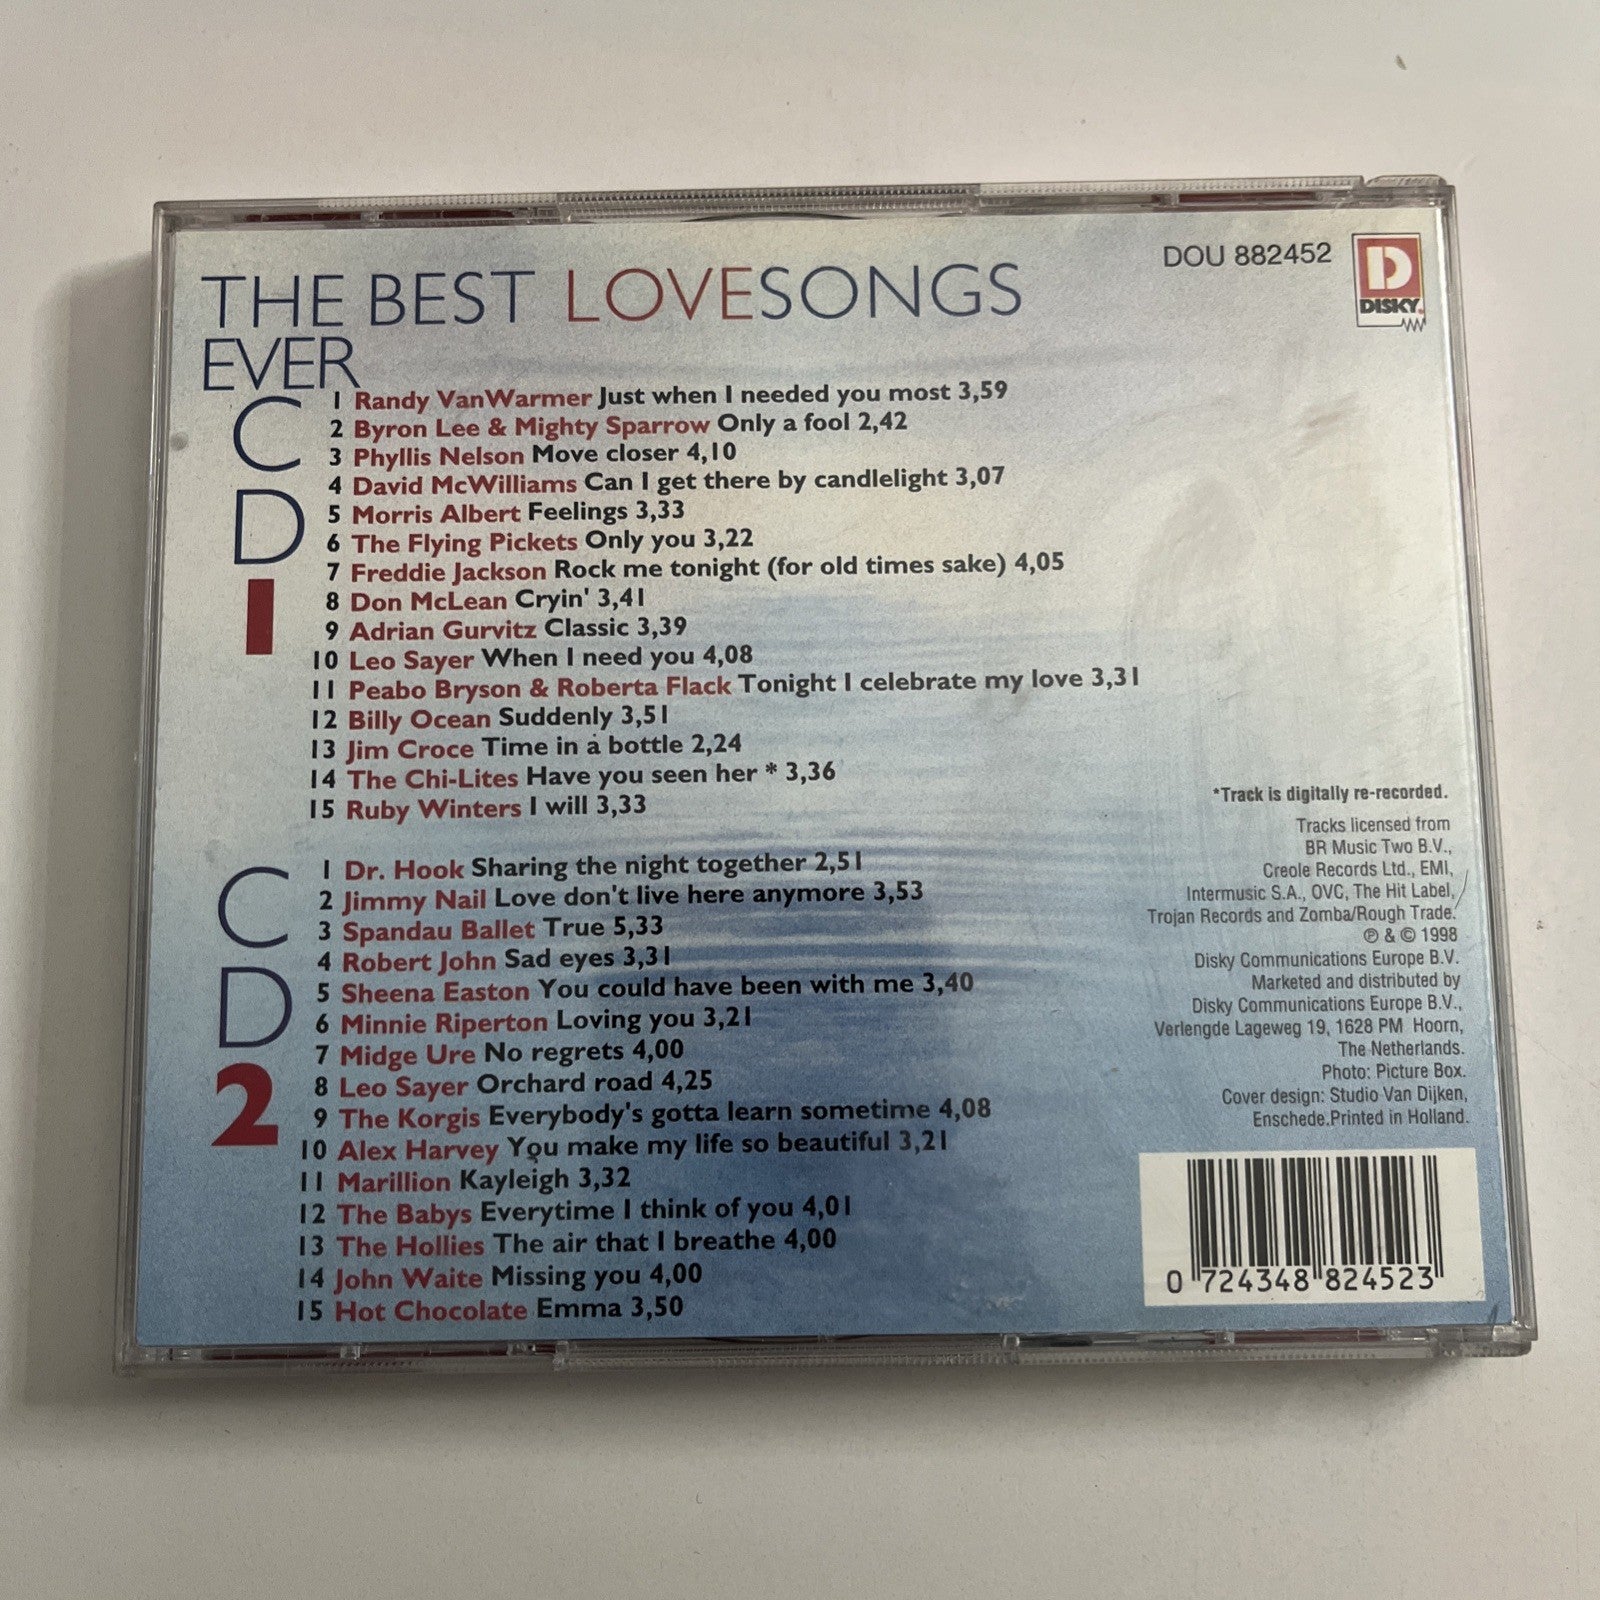 DOU 882452
D
DISKY
THE BEST LOVESONGS
EVER
CD1
1 Randy VanWarmer Just when I needed you most 3,59
2 Byron Lee & Mighty Sparrow Only a fool 2,42
3 Phyllis Nelson Move closer 4,10
4 David McWilliams Can I get there by candlelight 3,07
5 Morris Albert Feelings 3,33
6 The Flying Pickets Only you 3,22
7 Freddie Jackson Rock me tonight (for old times sake) 4,05
8 Don McLean Cryin' 3,41
9 Adrian Gurvitz Classic 3,39
10 Leo Sayer When I need you 4,08
11 Peabo Bryson & Roberta Flack Tonight I celebrate my love 3,31
12 Billy Ocean Suddenly 3,51
13 Jim Croce Time in a bottle 2,24
14 The Chi-Lites Have you seen her * 3,36
15 Ruby Winters I will 3,33
CD2
1 Dr. Hook Sharing the night together 2,51
2 Jimmy Nail Love don't live here anymore 3,53
3 Spandau Ballet True 5,33
4 Robert John Sad eyes 3,31
5 Sheena Easton You could have been with me 3,40
6 Minnie Riperton Loving you 3,21
7 Midge Ure No regrets 4,00
8 Leo Sayer Orchard road 4,25
9 The Korgis Everybody's gotta learn sometime 4,08
10 Alex Harvey You make my life so beautiful 3,21
11 Marillion Kayleigh 3,32
12 The Babys Everytime I think of you 4,01
13 The Hollies The air that I breathe 4,00
14 John Waite Missing you 4,00
15 Hot Chocolate Emma 3,50
*Track is digitally re-recorded.
Tracks licensed from
BR Music Two B.V.,
Creole Records Ltd., EMI,
Intermusic S.A., OVC, The Hit Label,
Trojan Records and Zomba/Rough Trade.
℗ & © 1998
Disky Communications Europe B.V.
Marketed and distributed by
Disky Communications Europe B.V.,
Verlengde Lageweg 19, 1628 PM Hoorn,
The Netherlands.
Photo: Picture Box.
Cover design: Studio Van Dijken,
Enschede.Printed in Holland.
0 724348 824523